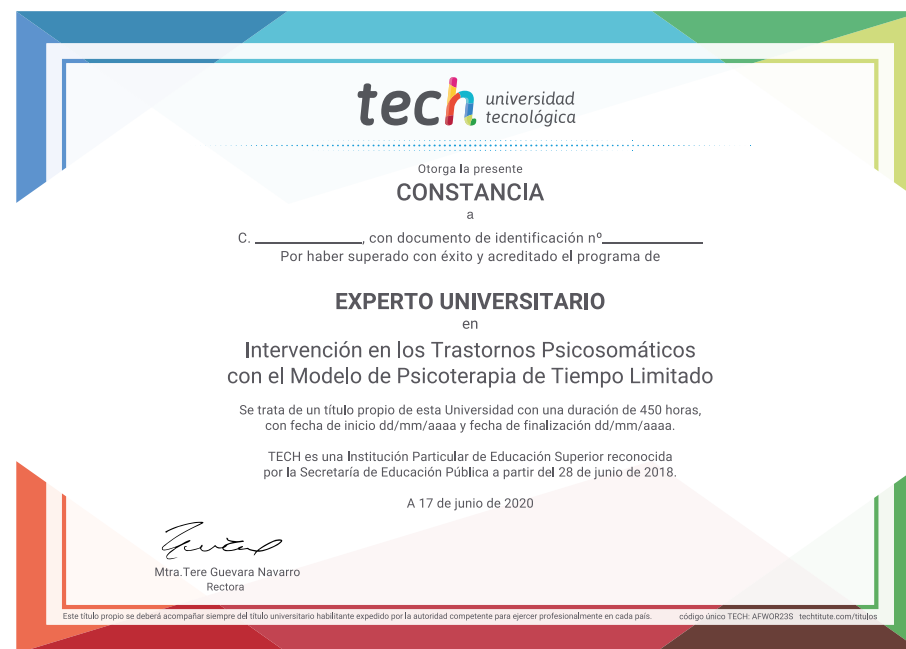 tech universidad
tecnológica
Otorga la presente
CONSTANCIA
a
C. ______________, con documento de identificación nº_____________
Por haber superado con éxito y acreditado el programa de
EXPERTO UNIVERSITARIO
en
Intervención en los Trastornos Psicosomáticos
con el Modelo de Psicoterapia de Tiempo Limitado
Se trata de un título propio de esta Universidad con una duración de 450 horas,
con fecha de inicio dd/mm/aaaa y fecha de finalización dd/mm/aaaa.
TECH es una Institución Particular de Educación Superior reconocida
por la Secretaría de Educación Pública a partir del 28 de junio de 2018.
A 17 de junio de 2020
Mtra.Tere Guevara Navarro
Rectora
Este título propio se deberá acompañar siempre del título universitario habilitante expedido por la autoridad competente para ejercer profesionalmente en cada país. código único TECH: AFWOR23S techtitute.com/titulos